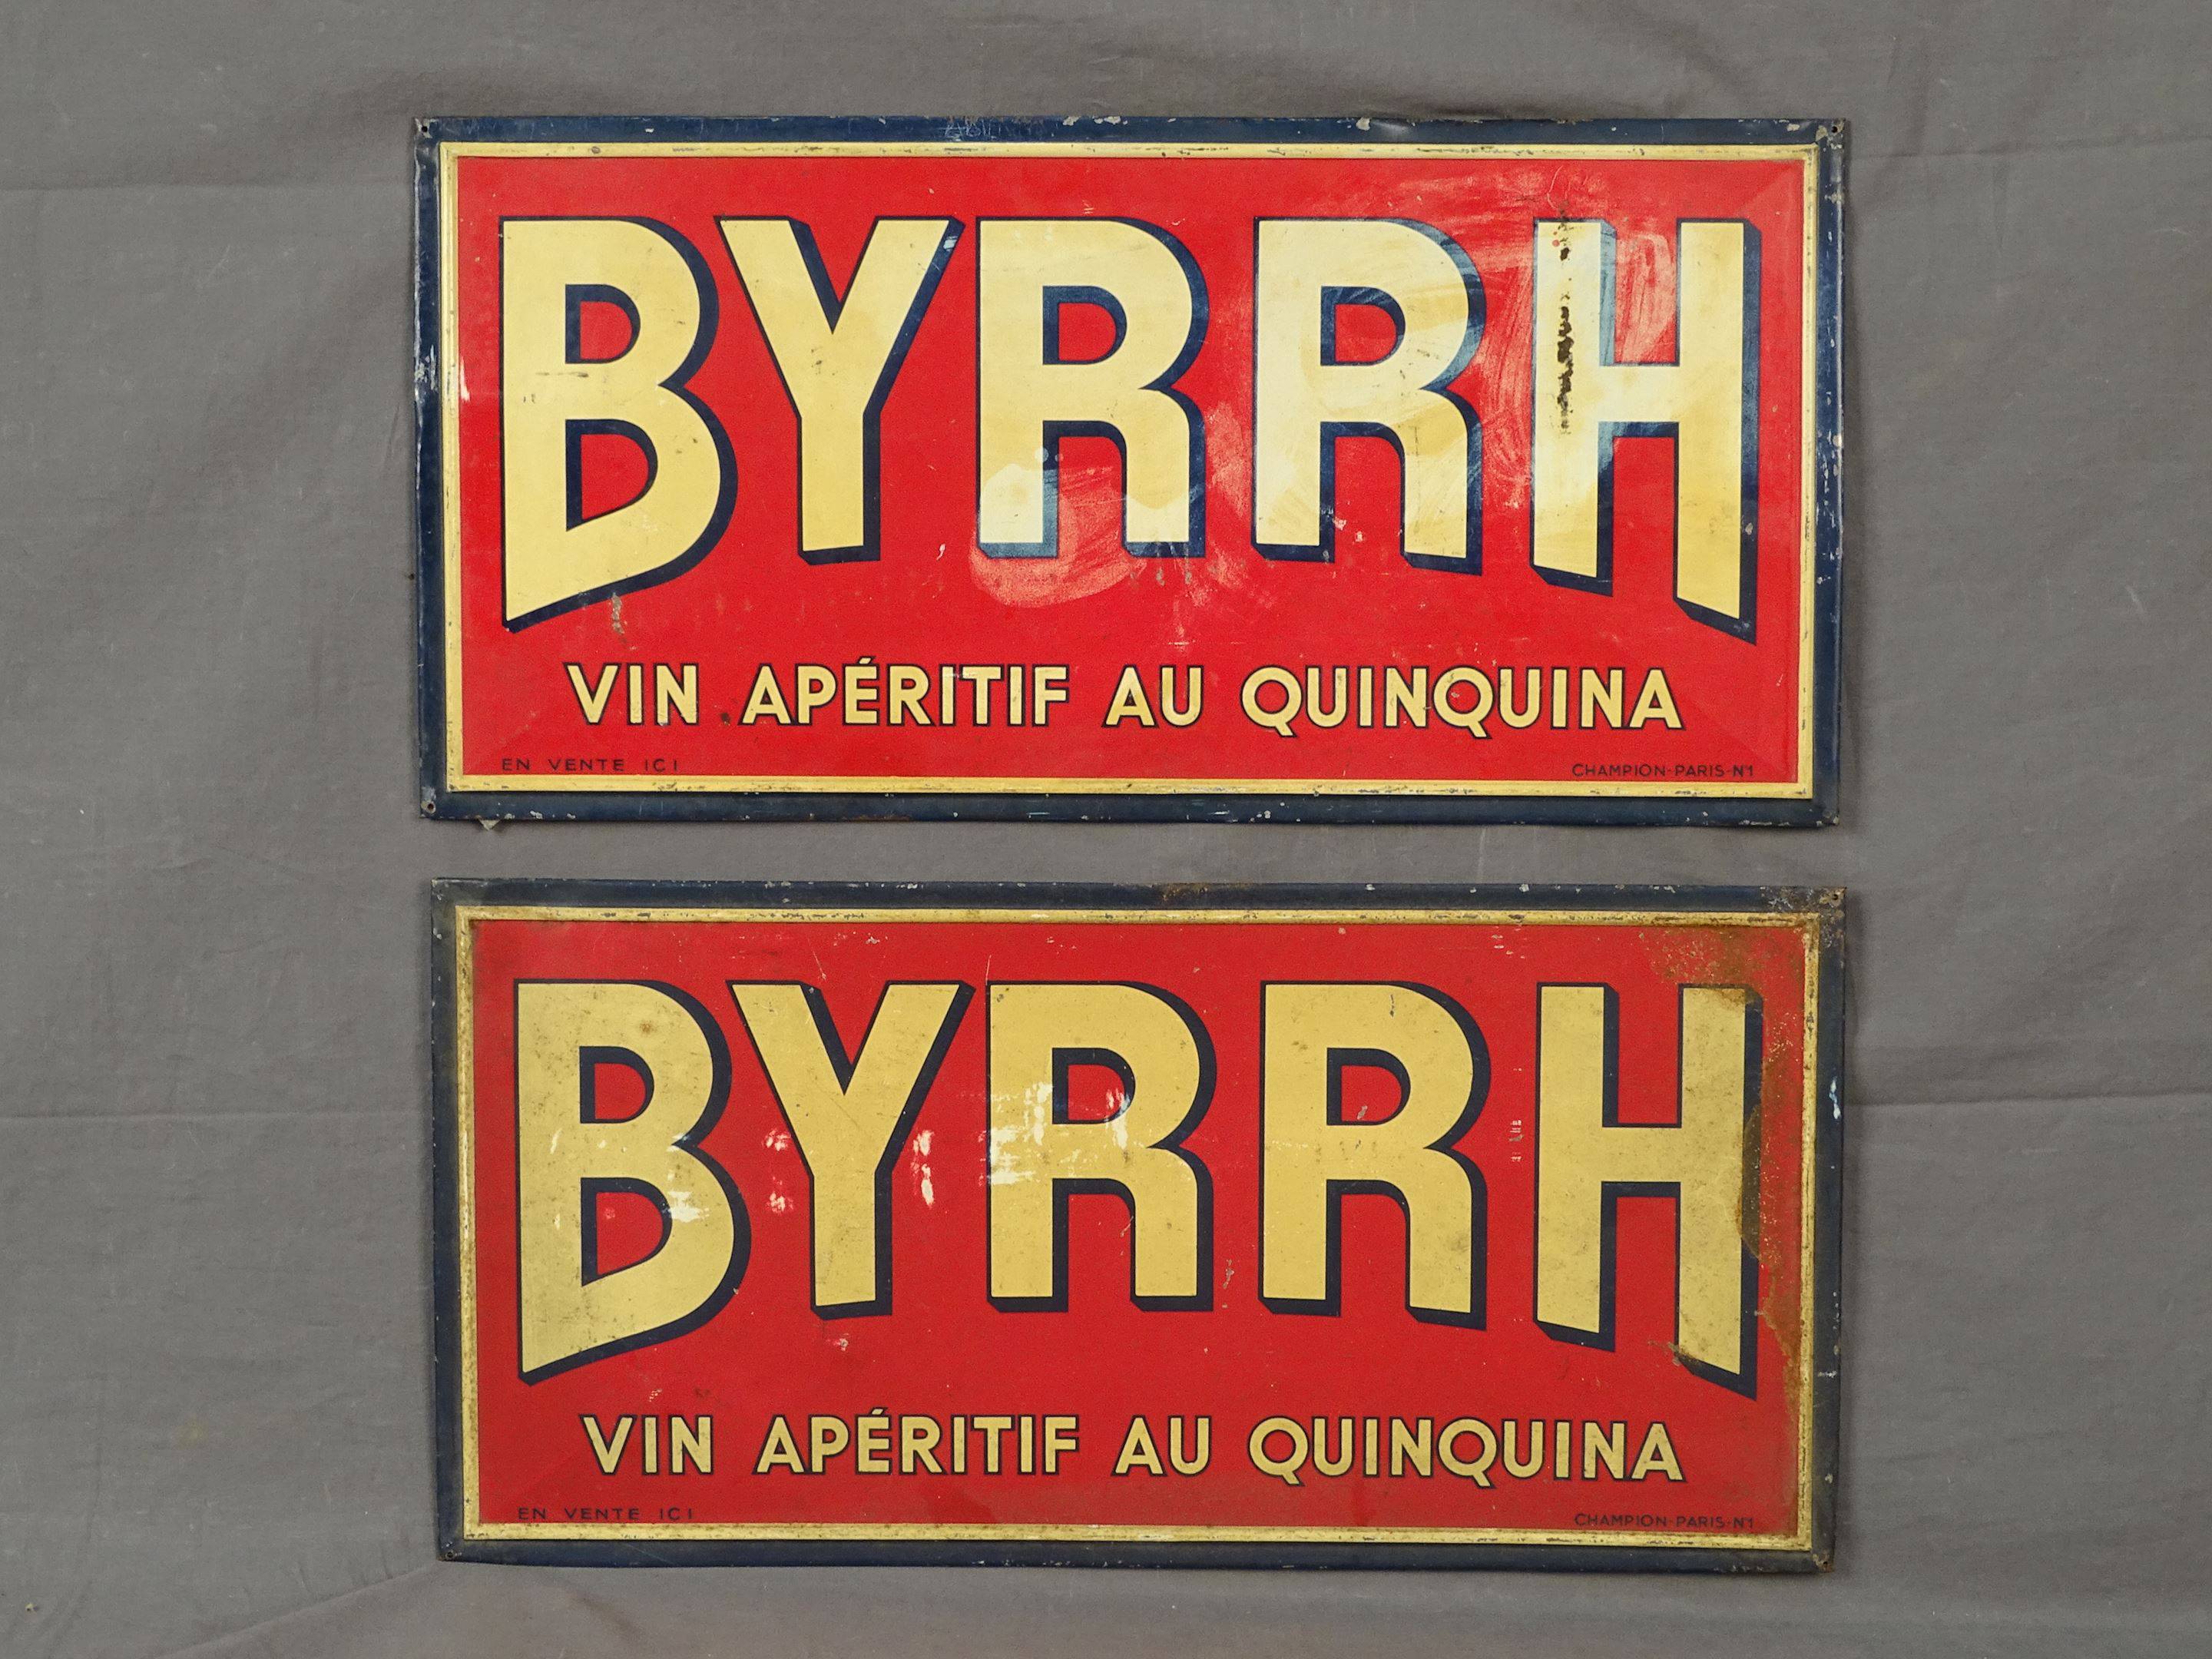 BYRRH
VIN APÉRITIF AU QUINQUINA
EN VENTE ICI
CHAMPION-PARIS-N°1
BYRRH
VIN APÉRITIF AU QUINQUINA
EN VENTE ICI
CHAMPION-PARIS-N°1